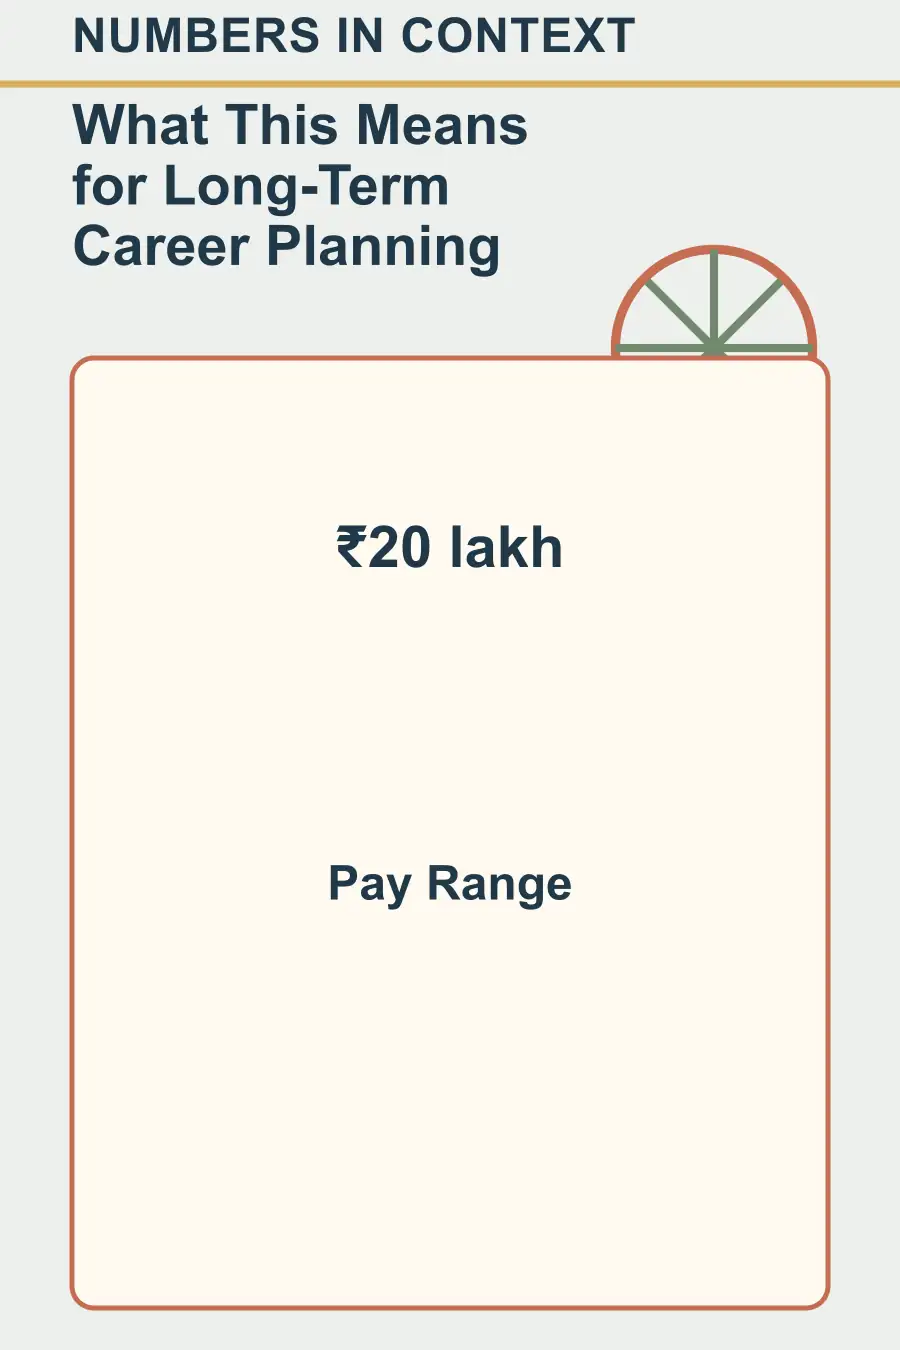 NUMBERS IN CONTEXT
What This Means
for Long-Term
Career Planning
₹20 lakh
Pay Range